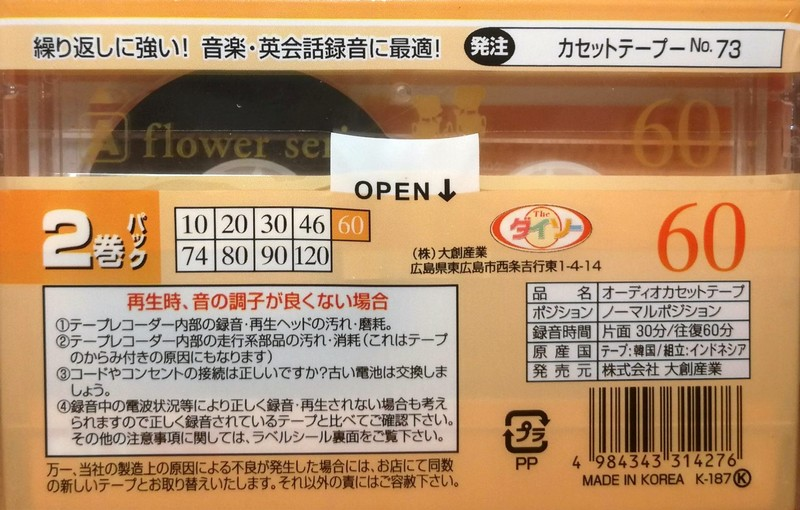 繰り返しに強い! 音楽・英会話録音に最適!
発注 カセットテープーNo.73
flower seri
60
OPEN↓
2巻パック
10 20 30 46 60
74 80 90 120
The ダイソー
(株)大創産業
広島県東広島市西条吉行東1-4-14
60
再生時、音の調子が良くない場合
①テープレコーダー内部の録音・再生ヘッドの汚れ・磨耗。
②テープレコーダー内部の走行系部品の汚れ・消耗(これはテープ
のからみ付きの原因にもなります)
③コードやコンセントの接続は正しいですか?古い電池は交換しま
しょう。
④録音中の電波状況等により正しく録音・再生されない場合も考え
られますので正しく録音されているテープと比べてご確認下さい。
その他の注意事項に関しては、ラベルシール裏面をご覧下さい。
万一、当社の製造上の原因による不良が発生した場合には、お店にて同数
の新しいテープとお取り替えいたします。それ以外の責にはご容赦下さい。
品名 オーディオカセットテープ
ポジション ノーマルポジション
録音時間 片面 30分/往復60分
原産国 テープ:韓国/組立:インドネシア
発売元 株式会社 大創産業
プラ
PP
4 984343 314276
MADE IN KOREA K-187 Ⓚ